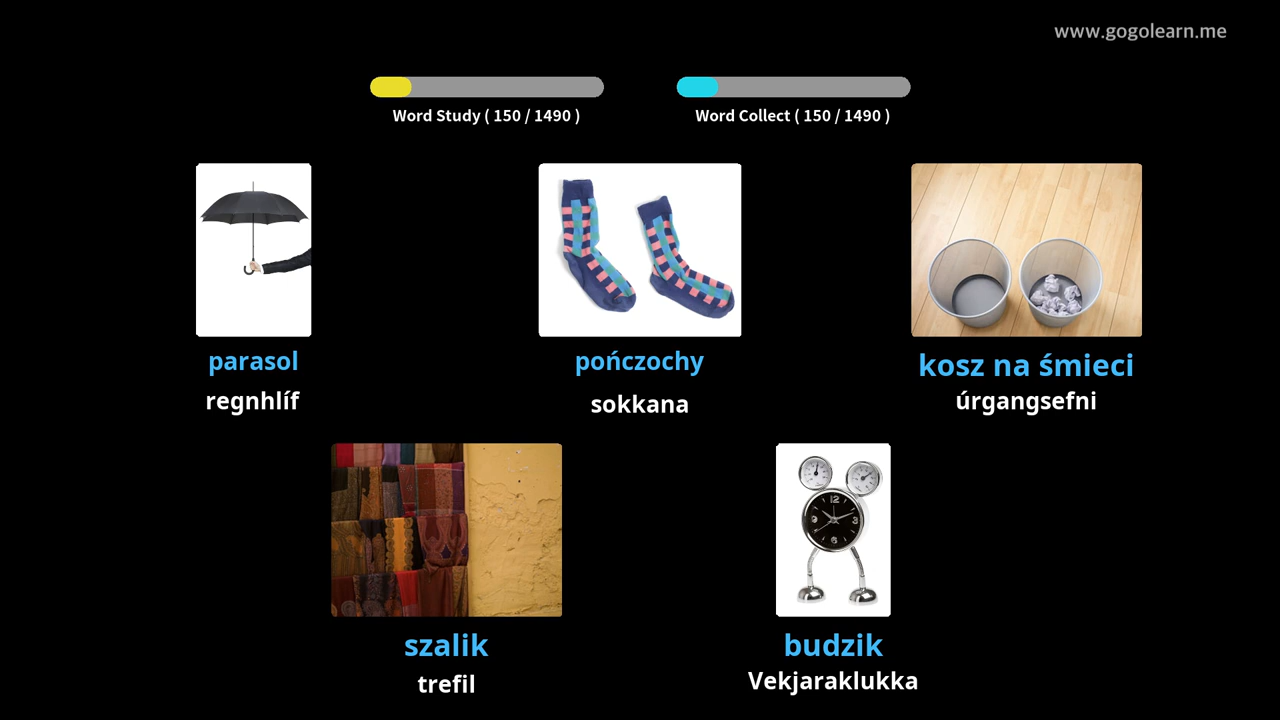 www.gogolearn.me
Word Study ( 150 / 1490 )
Word Collect ( 150 / 1490 )
parasol
regnhlíf
pończochy
sokkana
kosz na śmieci
úrgangsefni
szalik
trefil
budzik
Vekjaraklukka